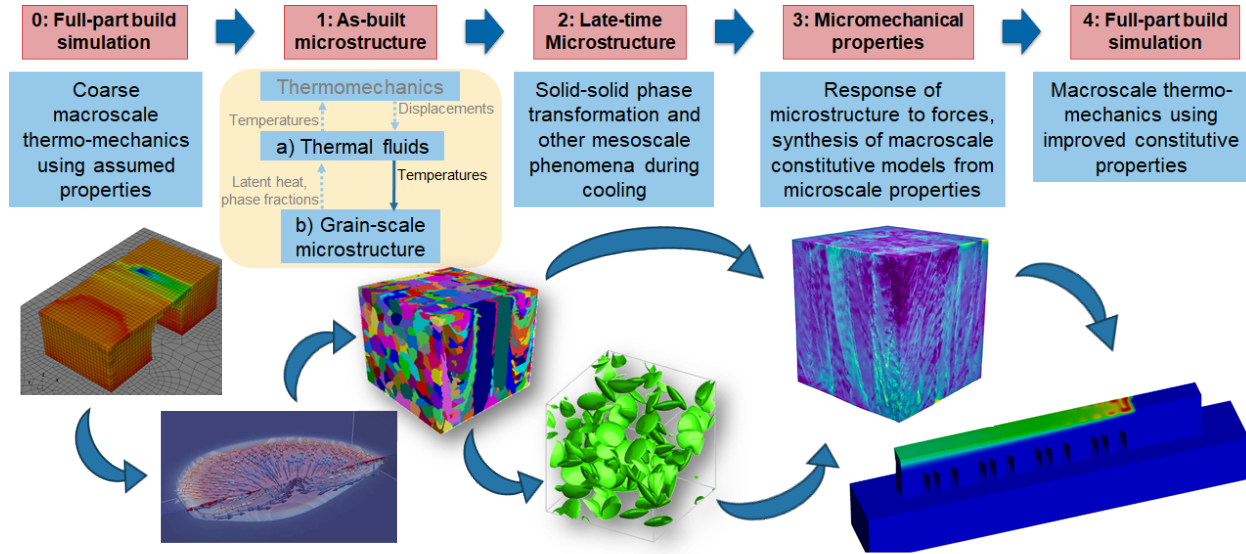 0: Full-part build
simulation
1: As-built
microstructure
2: Late-time
Microstructure
3: Micromechanical
properties
4: Full-part build
simulation
Coarse
macroscale
thermo-mechanics
using assumed
properties
Thermomechanics
Temperatures
Displacements
a) Thermal fluids
Latent heat,
phase fractions
Temperatures
b) Grain-scale
microstructure
Solid-solid phase
transformation and
other mesoscale
phenomena during
cooling
Response of
microstructure to forces,
synthesis of macroscale
constitutive models from
microscale properties
Macroscale thermo-
mechanics using
improved constitutive
properties